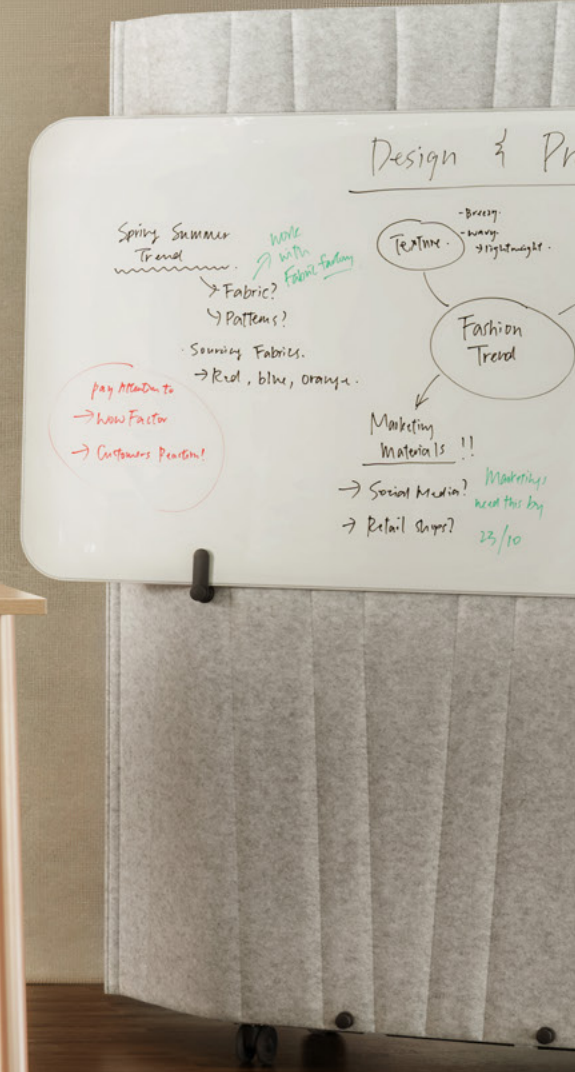 Design & Pr
Spring Summer
Trend
work
with
Fabric
→ Fabric?
→ Patterns?
· Sourcing Fabrics.
→ Red, blue, orange.
pay Attention to
→ Wow Factor
→ Customers Reaction!
Texture.
- Breezy.
- wavy.
→ lightweight.
Fashion
Trend
Marketing
Materials !!
→ Social Media?
→ Retail shops?
Marketings
need this by
23/10